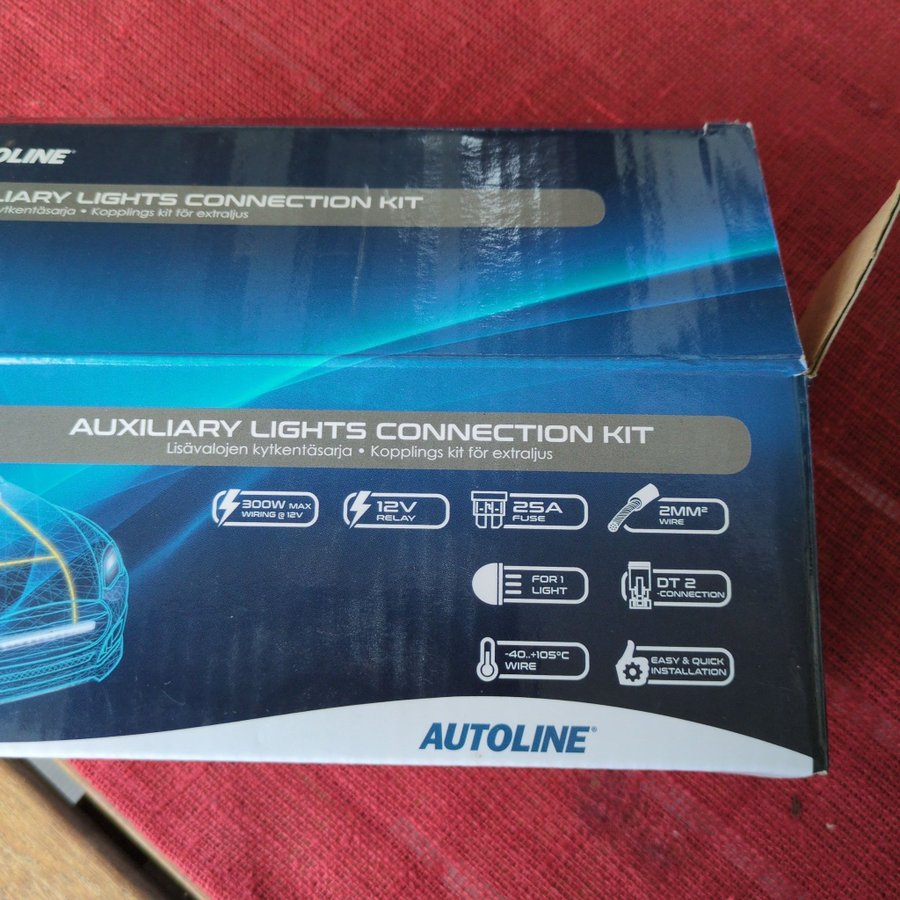 OLINE®
LIARY LIGHTS CONNECTION KIT
ytkentäsarja • Kopplings kit för extraljus
AUXILIARY LIGHTS CONNECTION KIT
Lisävalojen kytkentäsarja • Kopplings kit för extraljus
300W MAX
WIRING @ 12V
12V
RELAY
25A
FUSE
2MM²
WIRE
FOR 1
LIGHT
DT 2
-CONNECTION
-40..+105°C
WIRE
EASY & QUICK
INSTALLATION
AUTOLINE®